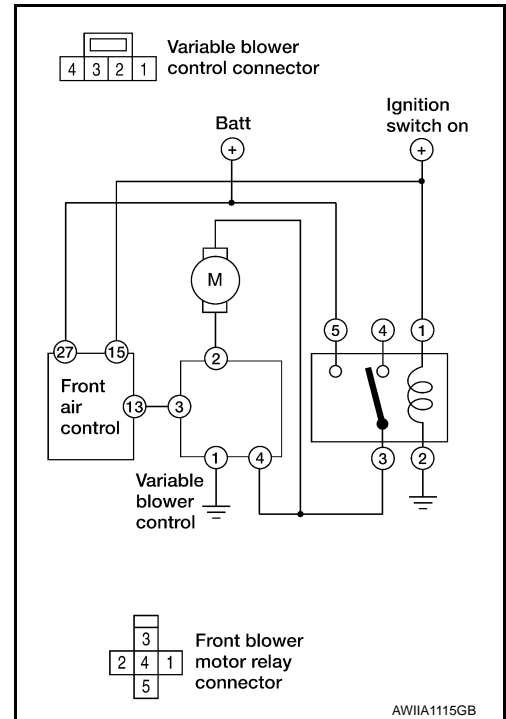 Variable blower
control connector
4 3 2 1
Ignition
switch on
Batt
+
+
M
5 4 1
2
27 15
Front
air
control
13 3
1 4
3 2
Variable
blower
control
3
2 4 1
5
Front blower
motor relay
connector
AWIIA1115GB